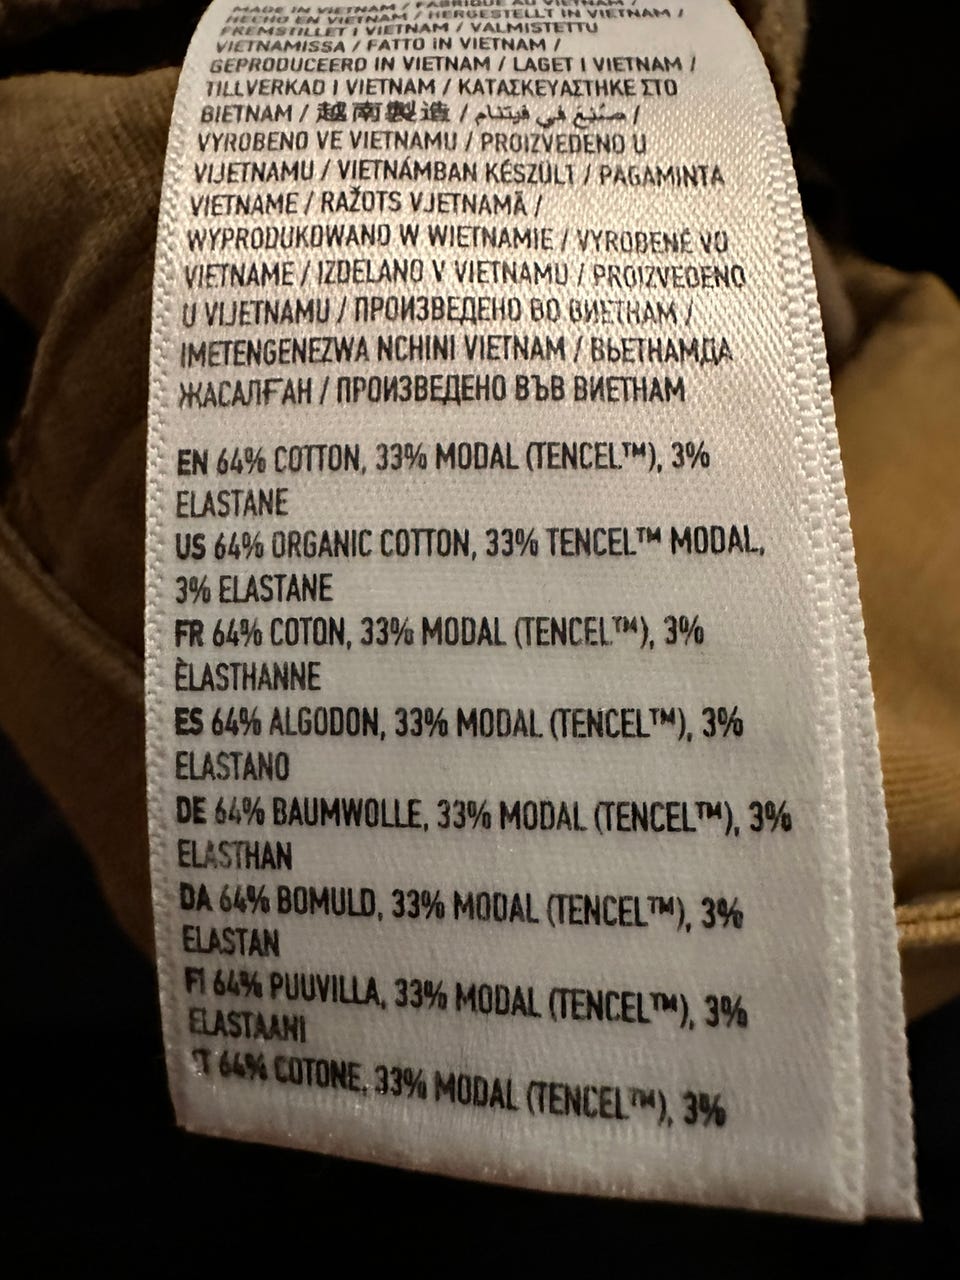 MADE IN VIETNAM / FABRIQUÉ AU VIETNAM /
HECHO EN VIETNAM / HERGESTELLT IN VIETNAM /
FREMSTILLET I VIETNAM / VALMISTETTU
VIETNAMISSA / FATTO IN VIETNAM /
GEPRODUCEERD IN VIETNAM / LAGET I VIETNAM /
TILLVERKAD I VIETNAM / ΚΑΤΑΣΚΕΥΑΣΤΗΚΕ ΣΤΟ
ΒΙΕΤΝΑΜ / 越南製造 / صُنع في فيتنام /
VYROBENO VE VIETNAMU / PROIZVEDENO U
VIJETNAMU / VIETNÁMBAN KÉSZÜLT / PAGAMINTA
VIETNAME / RAŽOTS VJETNAMĀ /
WYPRODUKOWANO W WIETNAMIE / VYROBENÉ VO
VIETNAME / IZDELANO V VIETNAMU / PROIZVEDENO
U VIJETNAMU / ПРОИЗВЕДЕНО ВО ВИЕТНАМ /
IMETENGENEZWA NCHINI VIETNAM / ВЬЕТНАМДА
ЖАСАЛҒАН / ПРОИЗВЕДЕНО ВЪВ ВИЕТНАМ
EN 64% COTTON, 33% MODAL (TENCEL™), 3%
ELASTANE
US 64% ORGANIC COTTON, 33% TENCEL™ MODAL,
3% ELASTANE
FR 64% COTON, 33% MODAL (TENCEL™), 3%
ÈLASTHANNE
ES 64% ALGODON, 33% MODAL (TENCEL™), 3%
ELASTANO
DE 64% BAUMWOLLE, 33% MODAL (TENCEL™), 3%
ELASTHAN
DA 64% BOMULD, 33% MODAL (TENCEL™), 3%
ELASTAN
FI 64% PUUVILLA, 33% MODAL (TENCEL™), 3%
ELASTAANI
IT 64% COTONE, 33% MODAL (TENCEL™), 3%